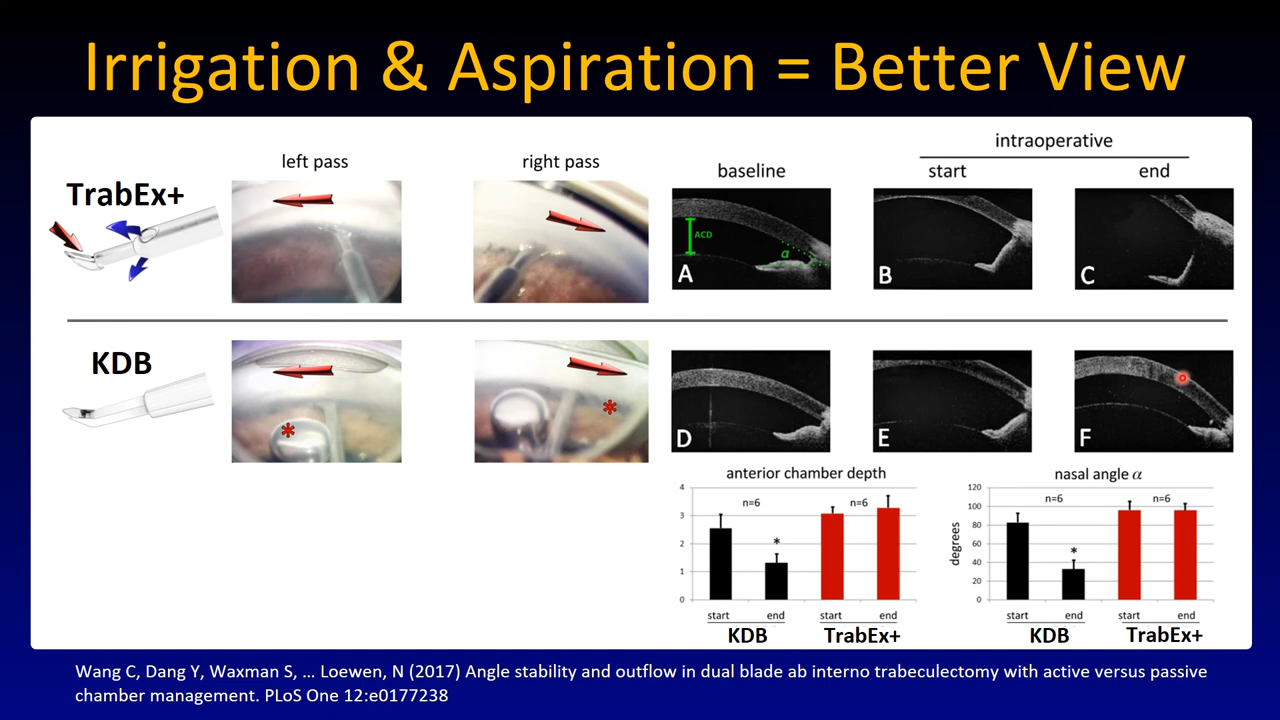 Irrigation & Aspiration = Better View
left pass
right pass
baseline
intraoperative
start
end
TrabEx+
ACD
α
A
B
C
KDB
*
*
D
E
F
anterior chamber depth
4
3
2
1
0
n=6
n=6
*
start
end
start
end
KDB
TrabEx+
nasal angle α
degrees
120
100
80
60
40
20
0
n=6
n=6
*
start
end
start
end
KDB
TrabEx+
Wang C, Dang Y, Waxman S, … Loewen, N (2017) Angle stability and outflow in dual blade ab interno trabeculectomy with active versus passive
chamber management. PLoS One 12:e0177238